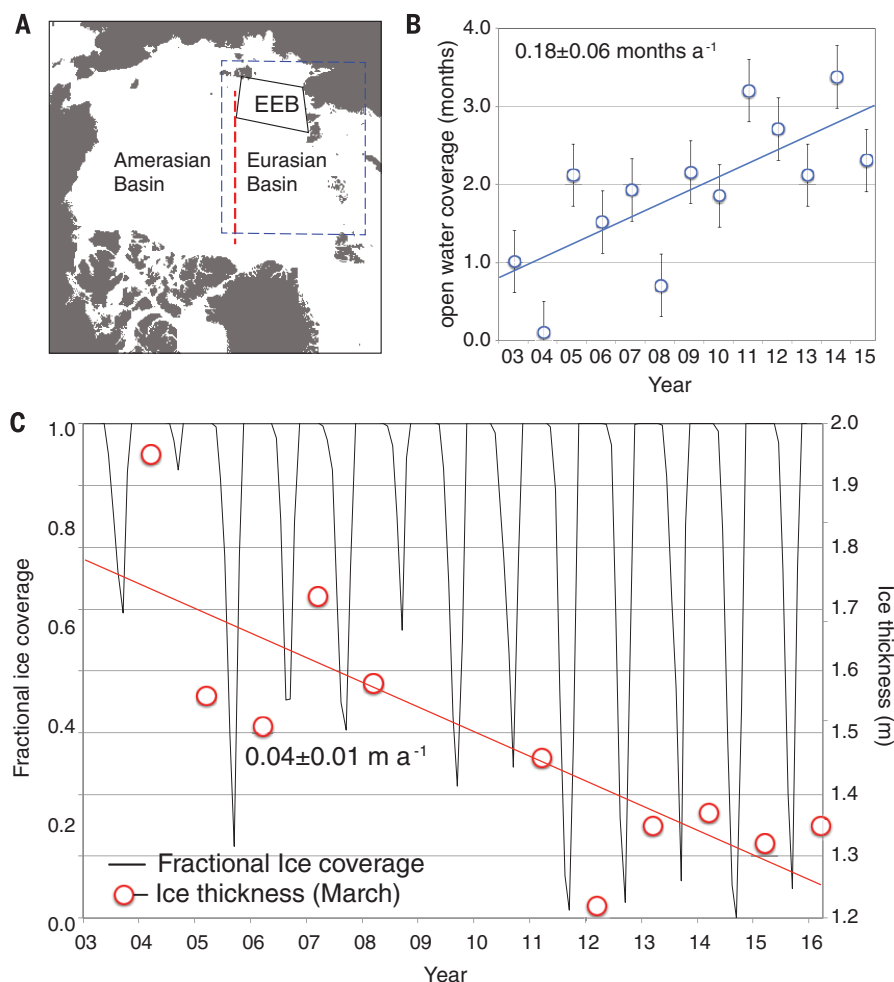 A
EEB
Amerasian
Basin
Eurasian
Basin
B
0.18±0.06 months a⁻¹
open water coverage (months)
4.0
3.0
2.0
1.0
0.0
03 04 05 06 07 08 09 10 11 12 13 14 15
Year
C
Fractional ice coverage
1.0
0.8
0.6
0.4
0.2
0.0
2.0
1.9
1.8
1.7
1.6
1.5
1.4
1.3
1.2
Ice thickness (m)
0.04±0.01 m a⁻¹
Fractional Ice coverage
Ice thickness (March)
03 04 05 06 07 08 09 10 11 12 13 14 15 16
Year